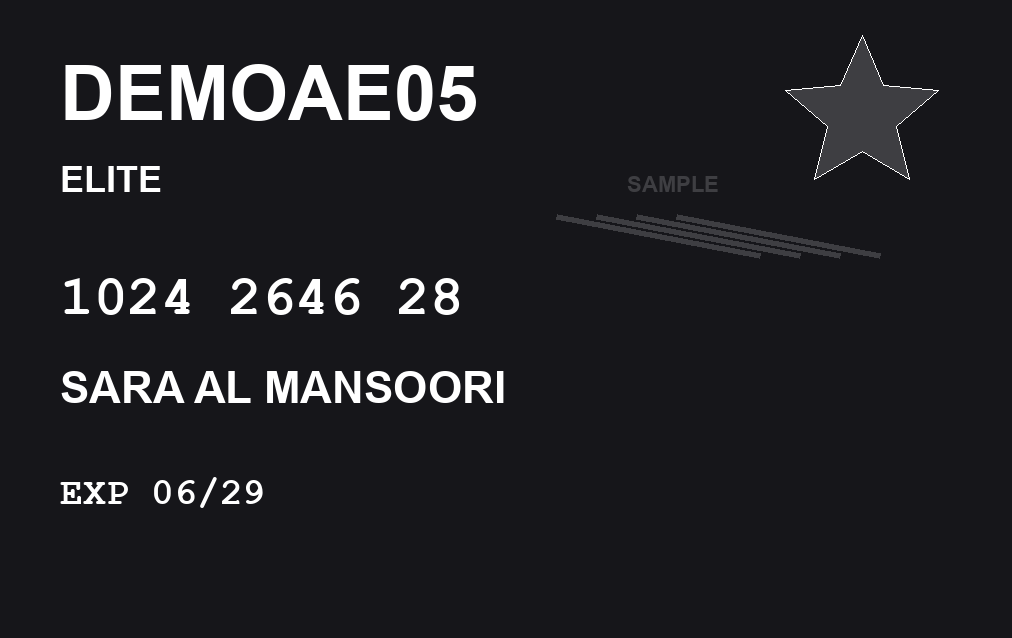 DEMOAE05
ELITE
SAMPLE
1024 2646 28
SARA AL MANSOORI
EXP 06/29